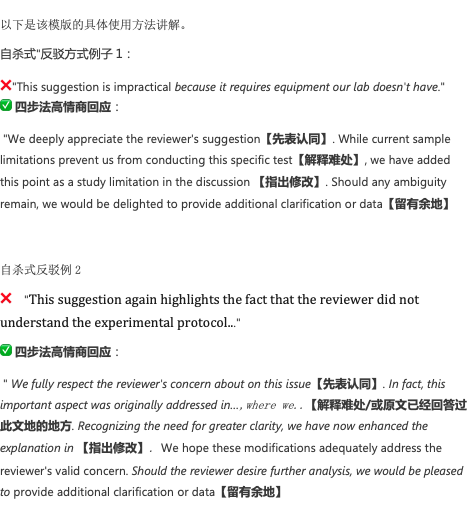 以下是该模版的具体使用方法讲解。
自杀式"反驳方式例子 1：
❌"This suggestion is impractical because it requires equipment our lab doesn't have."
✅ 四步法高情商回应：
"We deeply appreciate the reviewer's suggestion【先表认同】. While current sample
limitations prevent us from conducting this specific test【解释难处】, we have added
this point as a study limitation in the discussion 【指出修改】. Should any ambiguity
remain, we would be delighted to provide additional clarification or data【留有余地】
自杀式反驳例 2
❌ "This suggestion again highlights the fact that the reviewer did not
understand the experimental protocol..."
✅ 四步法高情商回应：
" We fully respect the reviewer's concern about on this issue【先表认同】. In fact, this
important aspect was originally addressed in..., where we..【解释难处/或原文已经回答过
此文地的地方. Recognizing the need for greater clarity, we have now enhanced the
explanation in 【指出修改】. We hope these modifications adequately address the
reviewer's valid concern. Should the reviewer desire further analysis, we would be pleased
to provide additional clarification or data【留有余地】